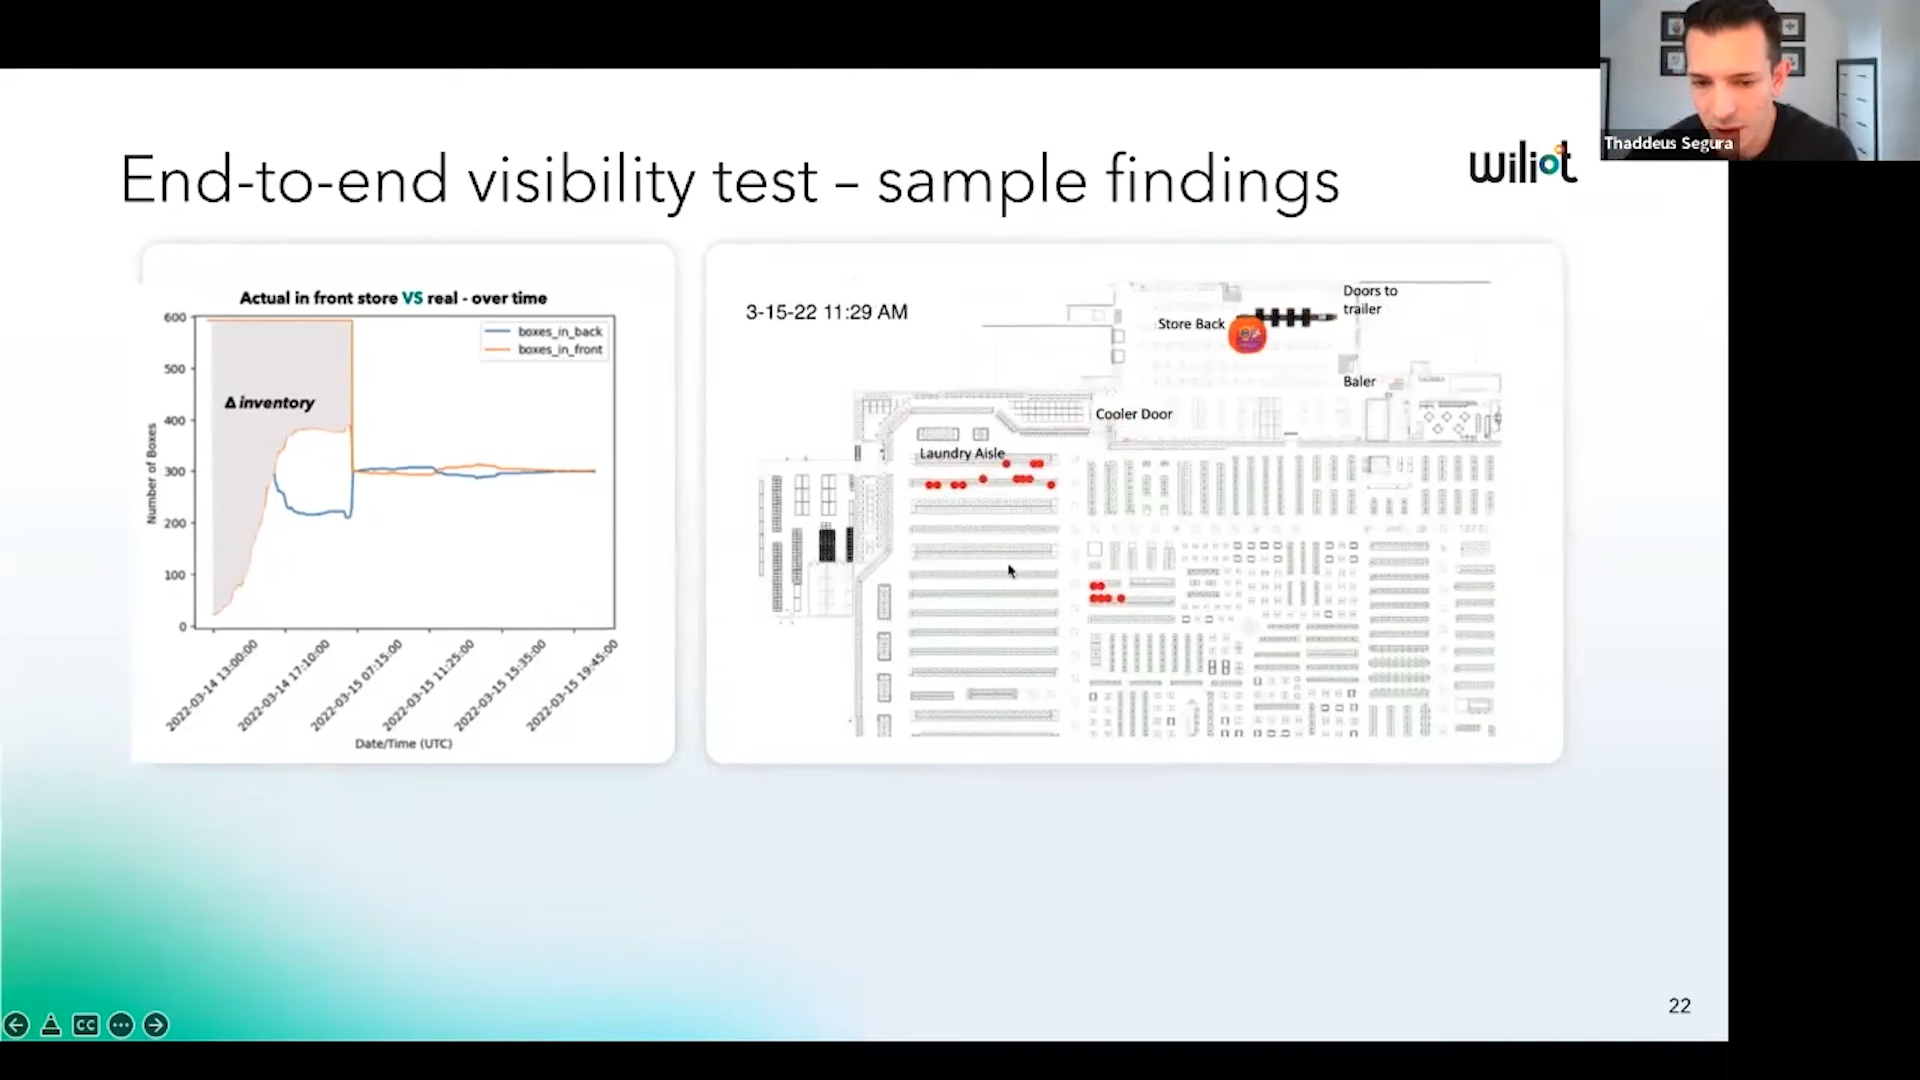 Thaddeus Segura
End-to-end visibility test – sample findings
wiliot
Actual in front store VS real - over time
boxes_in_back
boxes_in_front
Δ inventory
Number of Boxes
600
500
400
300
200
100
0
2022-03-14 13:00:00
2022-03-14 17:10:00
2022-03-15 07:15:00
2022-03-15 11:25:00
2022-03-15 15:35:00
2022-03-15 19:45:00
Date/Time (UTC)
3-15-22 11:29 AM
Doors to
trailer
Store Back
Baler
Cooler Door
Laundry Aisle
22
CC